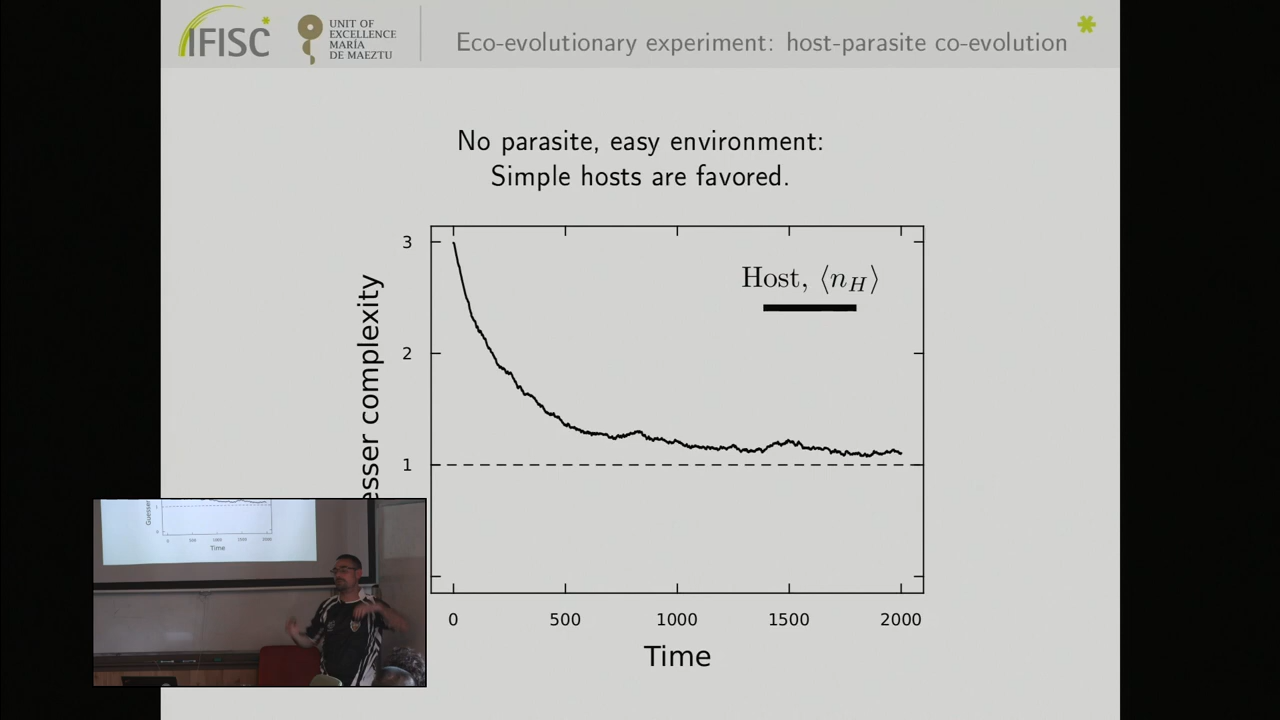 IFISC
UNIT OF
EXCELLENCE
MARÍA
DE MAEZTU
Eco-evolutionary experiment: host-parasite co-evolution
No parasite, easy environment:
Simple hosts are favored.
Host, ⟨n_H⟩
3
2
1
0 500 1000 1500 2000
Time
complexity
Time